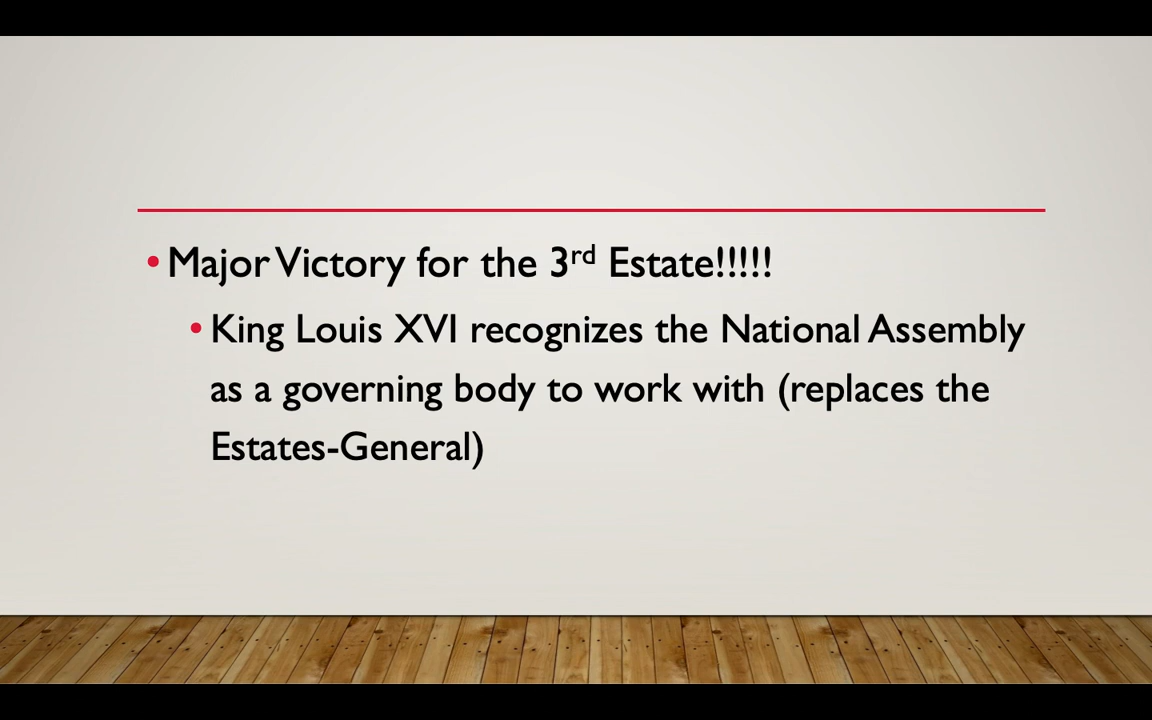 • Major Victory for the 3rd Estate!!!!!
• King Louis XVI recognizes the National Assembly
as a governing body to work with (replaces the
Estates-General)